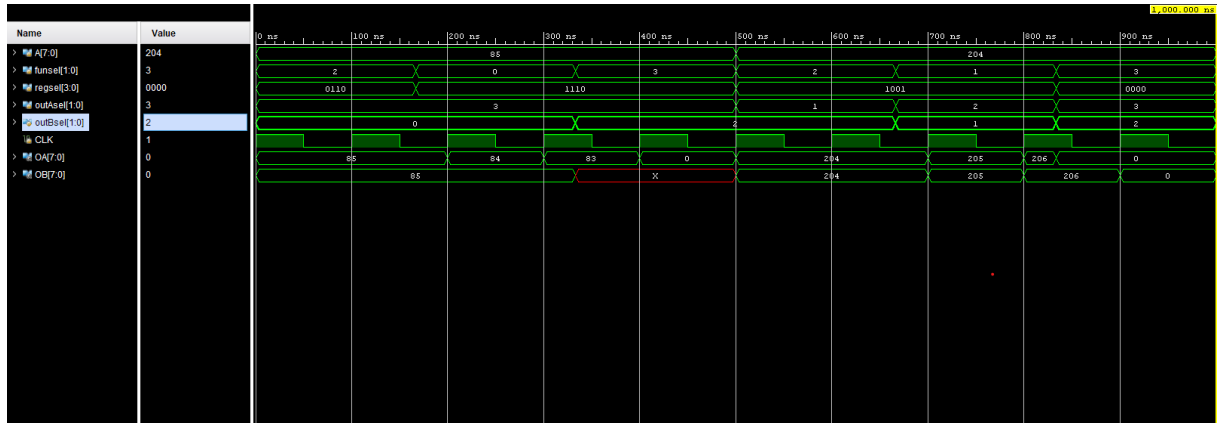 1,000.000 ns
Name Value
0 ns 100 ns 200 ns 300 ns 400 ns 500 ns 600 ns 700 ns 800 ns 900 ns
A[7:0] 204 85 204
funsel[1:0] 3 2 0 3 2 1 3
regsel[3:0] 0000 0110 1110 1001 0000
outAsel[1:0] 3 3 1 2 3
outBsel[1:0] 2 0 2 1 2
CLK 1
OA[7:0] 0 85 84 83 0 204 205 206 0
OB[7:0] 0 85 X 204 205 206 0